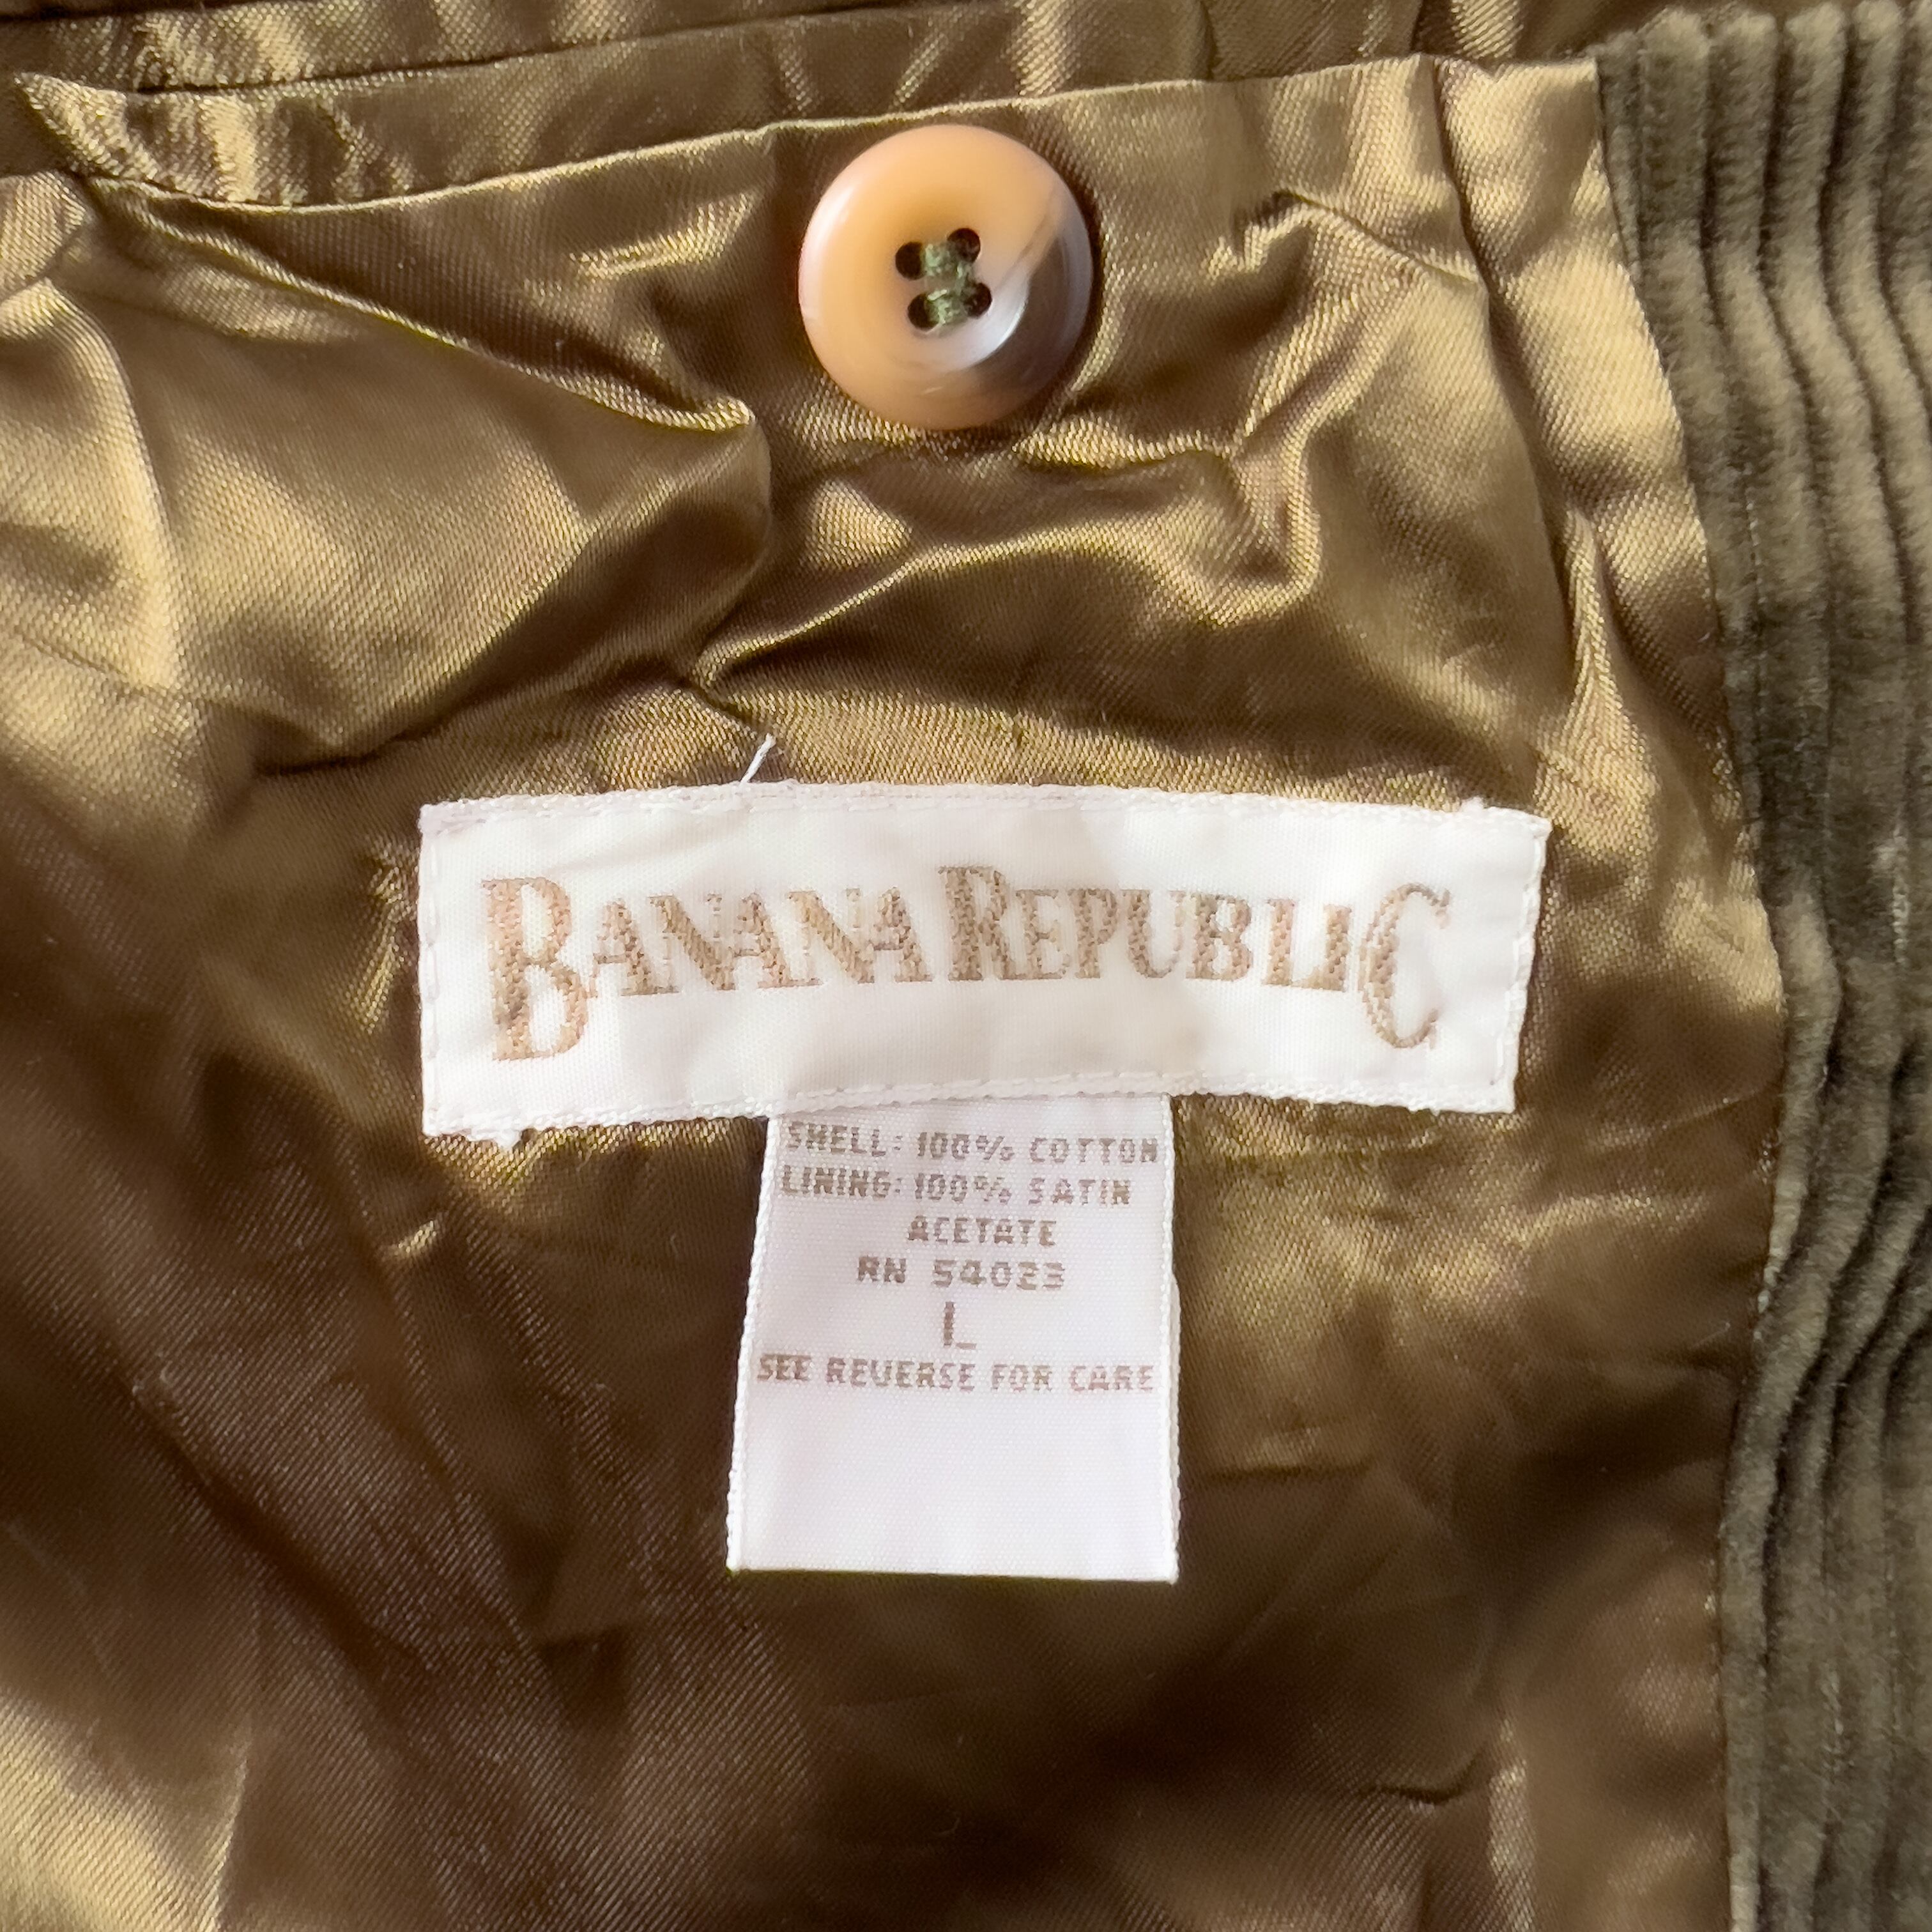 BANANA REPUBLIC
SHELL: 100% COTTON
LINING: 100% SATIN
ACETATE
RN 54023
L
SEE REVERSE FOR CARE